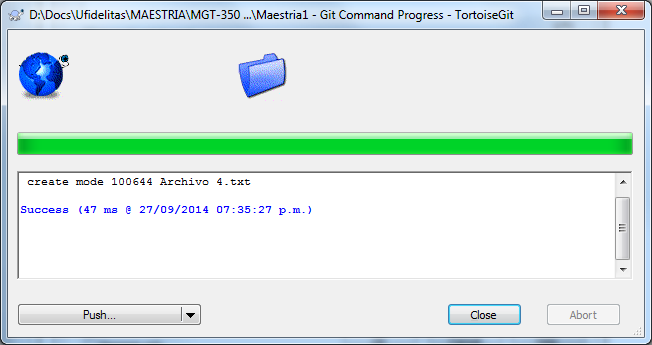 D:\Docs\Ufidelitas\MAESTRIA\MGT-350 ...\Maestria1 - Git Command Progress - TortoiseGit
create mode 100644 Archivo 4.txt
Success (47 ms @ 27/09/2014 07:35:27 p.m.)
Push...
Close
Abort